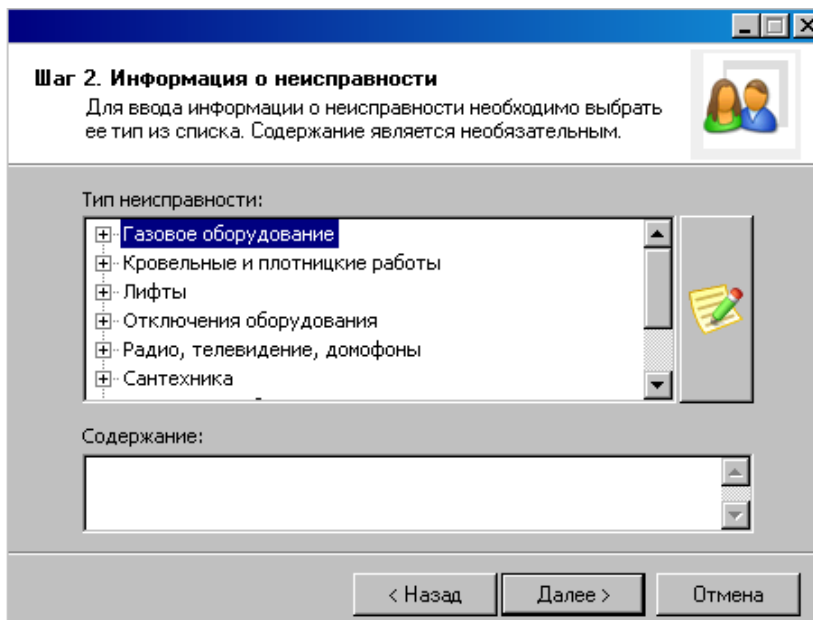 Шаг 2. Информация о неисправности
Для ввода информации о неисправности необходимо выбрать
ее тип из списка. Содержание является необязательным.
Тип неисправности:
Газовое оборудование
Кровельные и плотницкие работы
Лифты
Отключения оборудования
Радио, телевидение, домофоны
Сантехника
Содержание:
< Назад
Далее >
Отмена